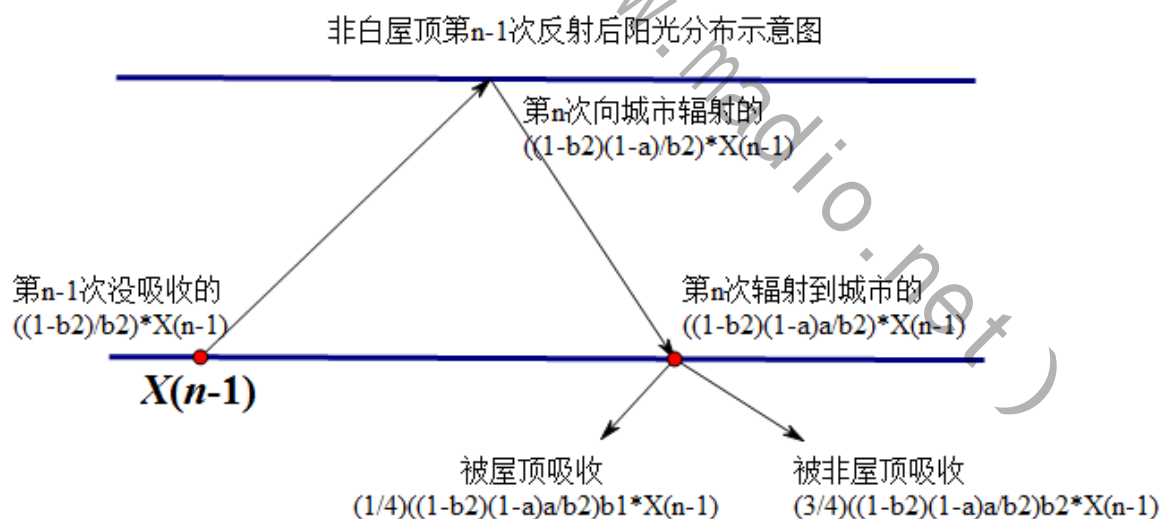 非白屋顶第n-1次反射后阳光分布示意图
第n次向城市辐射的
((1-b2)(1-a)/b2)*X(n-1)
第n-1次没吸收的
((1-b2)/b2)*X(n-1)
第n次辐射到城市的
((1-b2)(1-a)a/b2)*X(n-1)
X(n-1)
被屋顶吸收
(1/4)((1-b2)(1-a)a/b2)b1*X(n-1)
被非屋顶吸收
(3/4)((1-b2)(1-a)a/b2)b2*X(n-1)
w.madio.net)